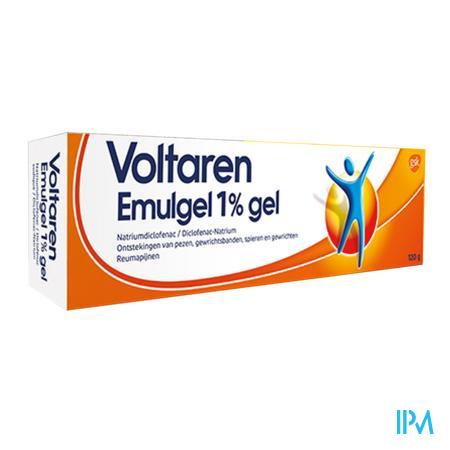 Voltaren
Emulgel 1% gel
Natriumdiclofenac / Diclofenac-Natrium
Ontstekingen van pezen, gewrichtsbanden, spieren en gewrichten
Reumapijnen
gsk
120 g
Voltaren
Emulgel 1% gel
IPM